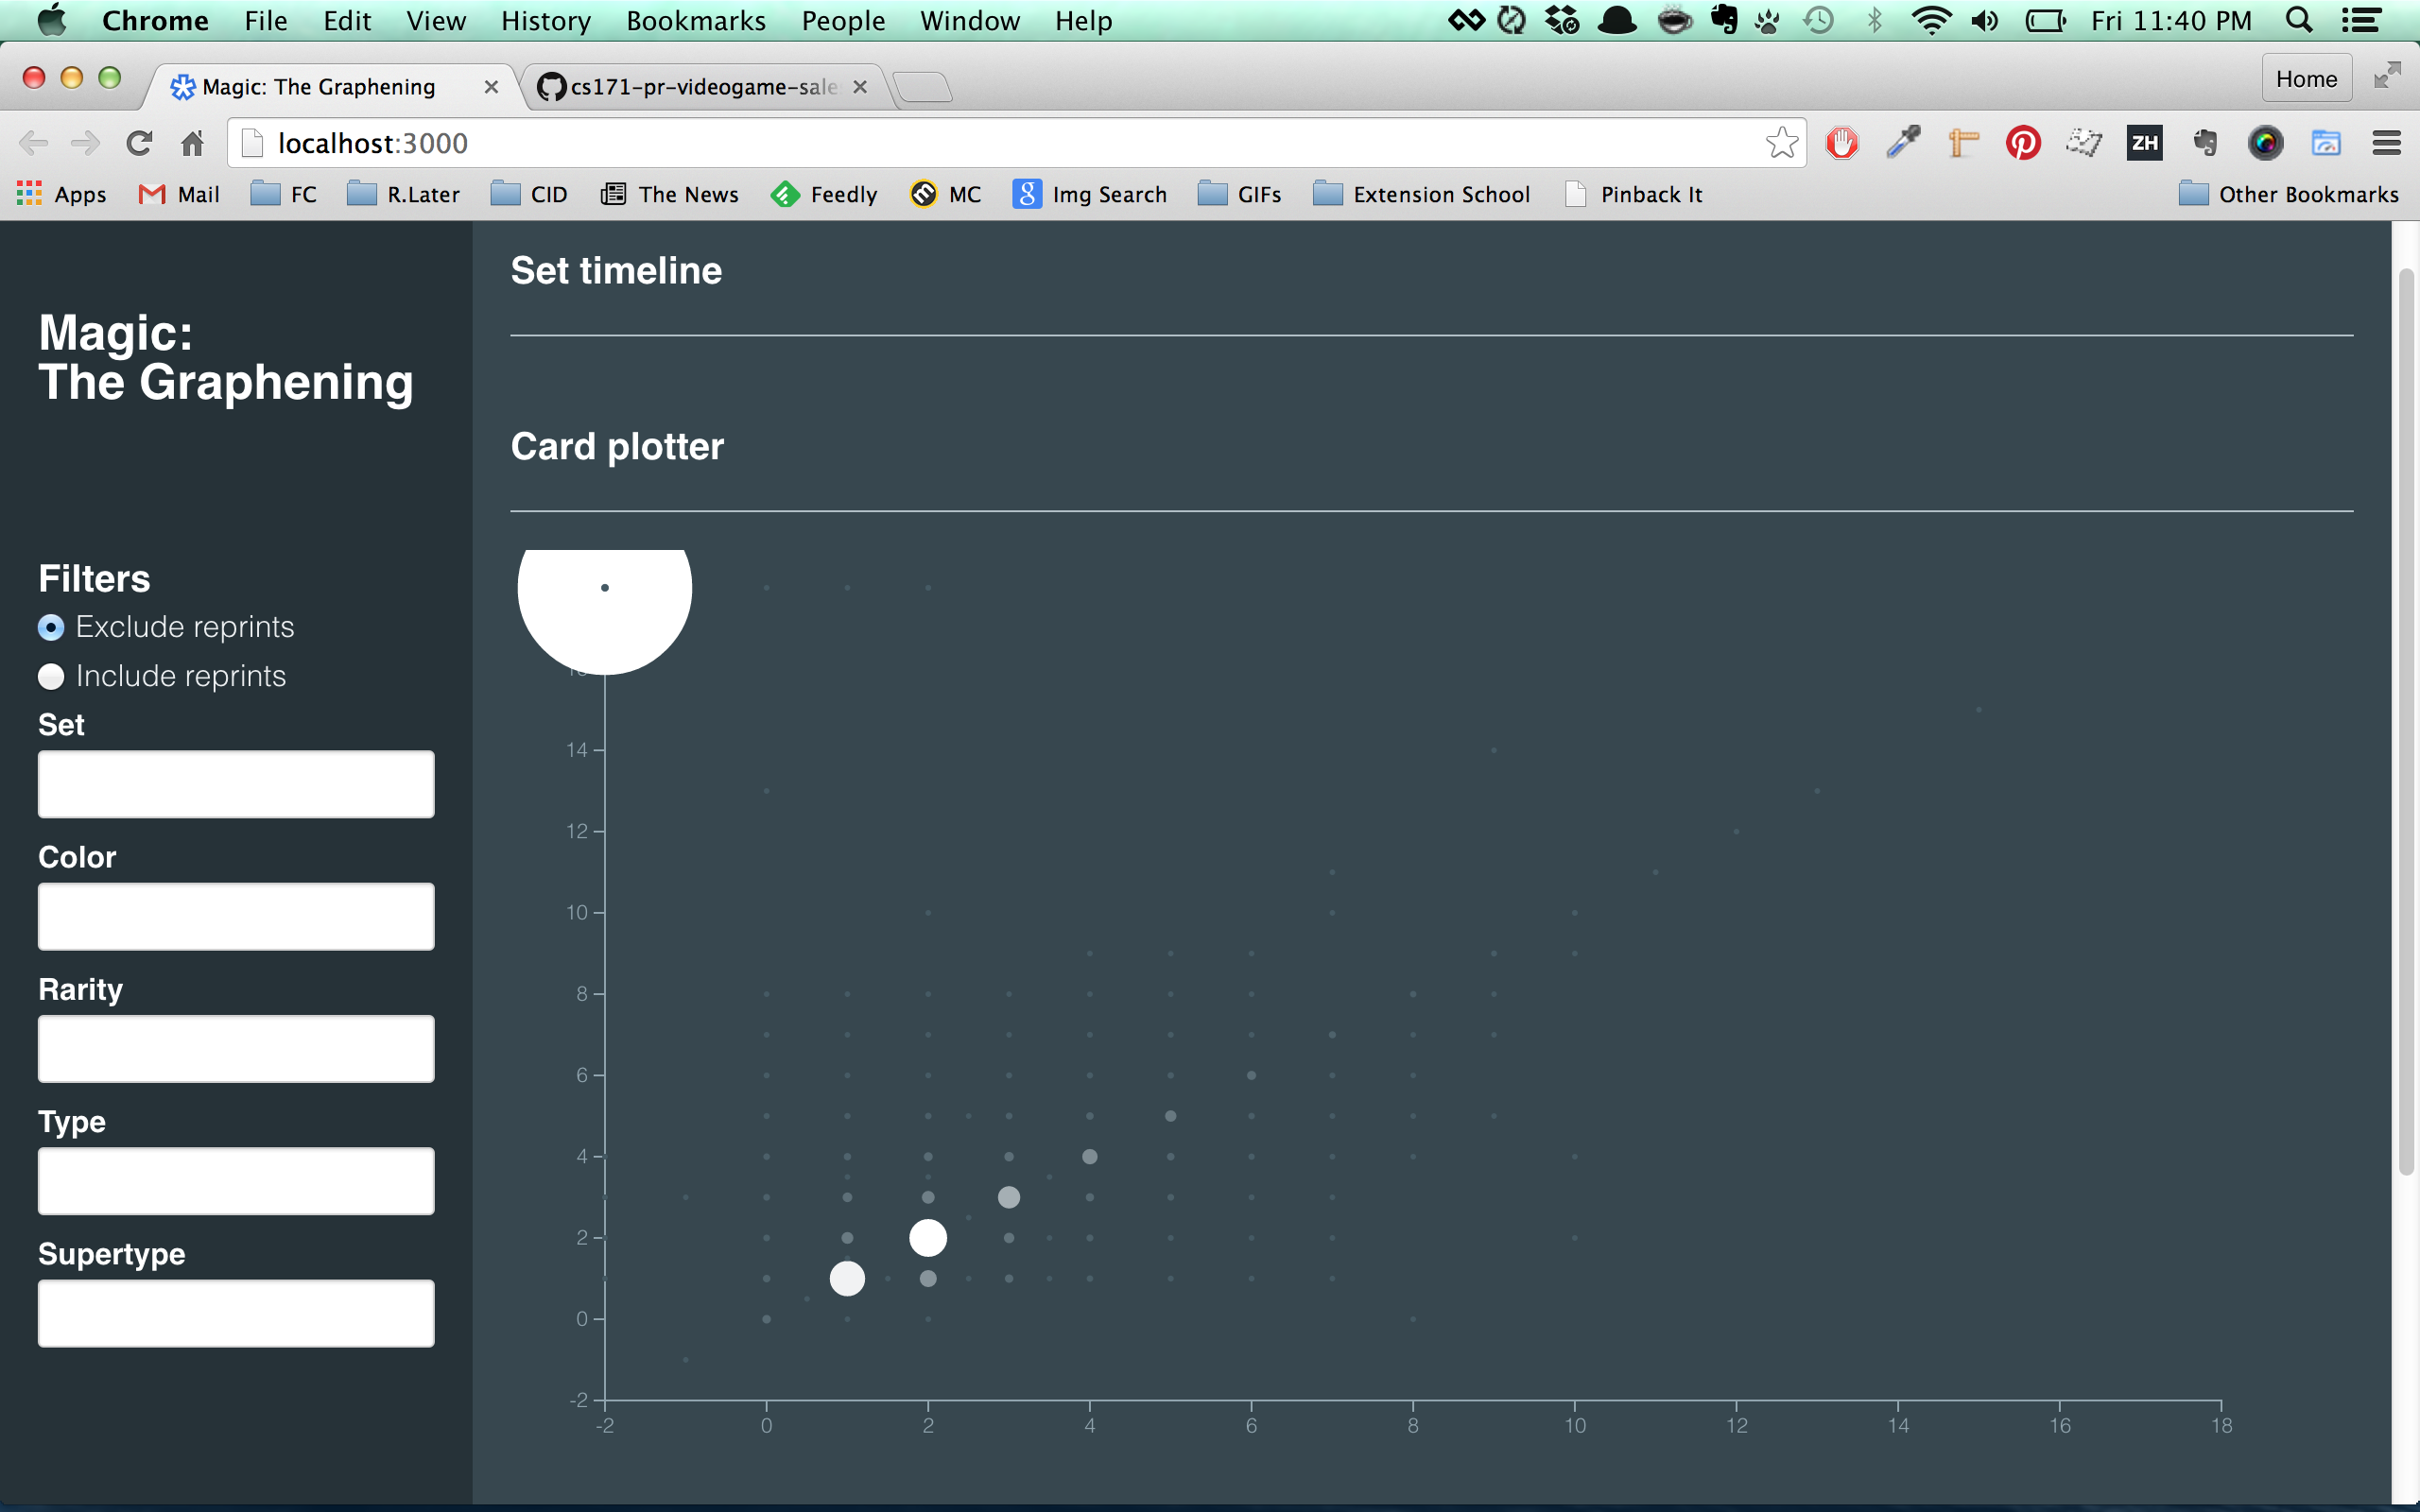 Chrome File Edit View History Bookmarks People Window Help Fri 11:40 PM
Magic: The Graphening cs171-pr-videogame-sale Home
localhost:3000 ZH
Apps Mail FC R.Later CID The News Feedly MC Img Search GIFs Extension School Pinback It Other Bookmarks
Magic:
The Graphening
Filters
Exclude reprints
Include reprints
Set
Color
Rarity
Type
Supertype
Set timeline
Card plotter
14
12
10
8
6
4
2
0
-2
-2 0 2 4 6 8 10 12 14 16 18